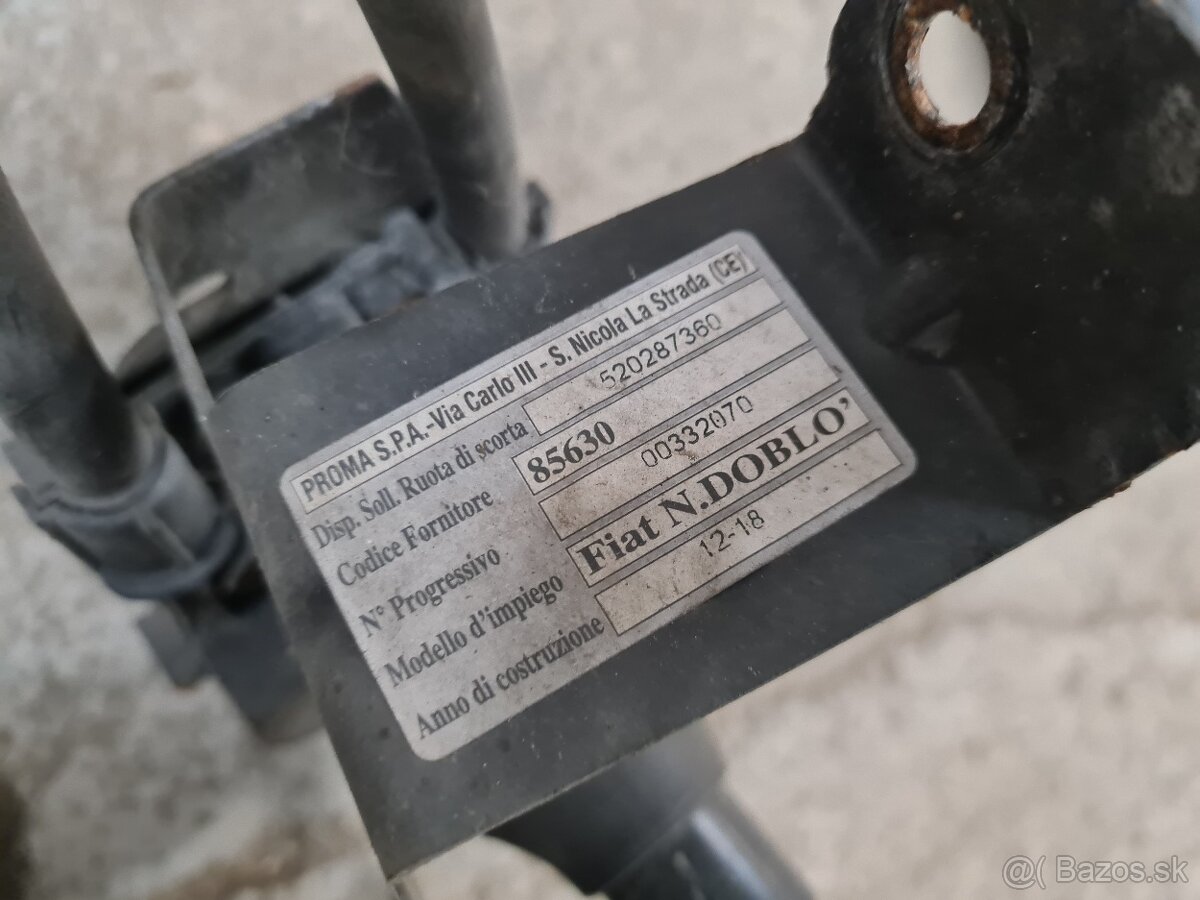 PROMA S.P.A.-Via Carlo III - S. Nicola La Strada (CE)
Disp. Soll. Ruota di scorta 520287360
Codice Fornitore 85630
N° Progressivo 00332070
Modello d'impiego Fiat N.DOBLO'
Anno di costruzione 12-18
@( Bazos.sk